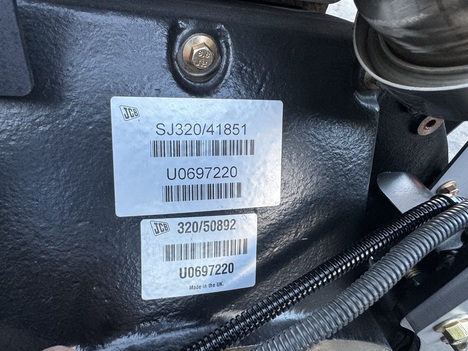 JCB
SJ320/41851
U0697220
JCB 320/50892
U0697220
Made in the UK.